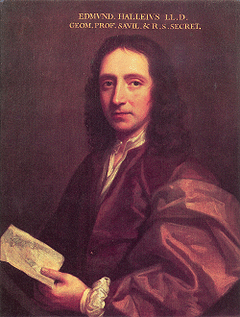 EDMVND. HALLEIVS LL.D.
GEOM. PROF. SAVIL. & R.S. SECRET.